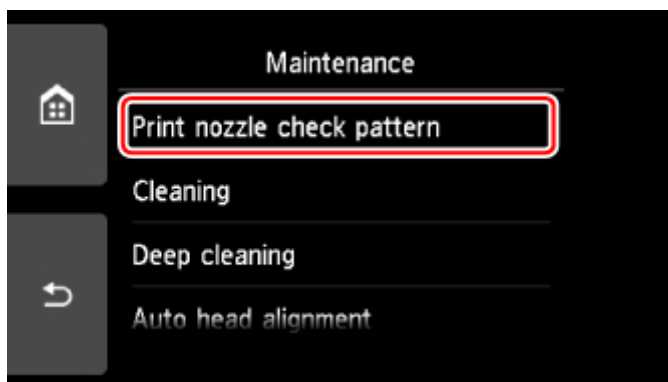 Maintenance
Print nozzle check pattern
Cleaning
Deep cleaning
Auto head alignment